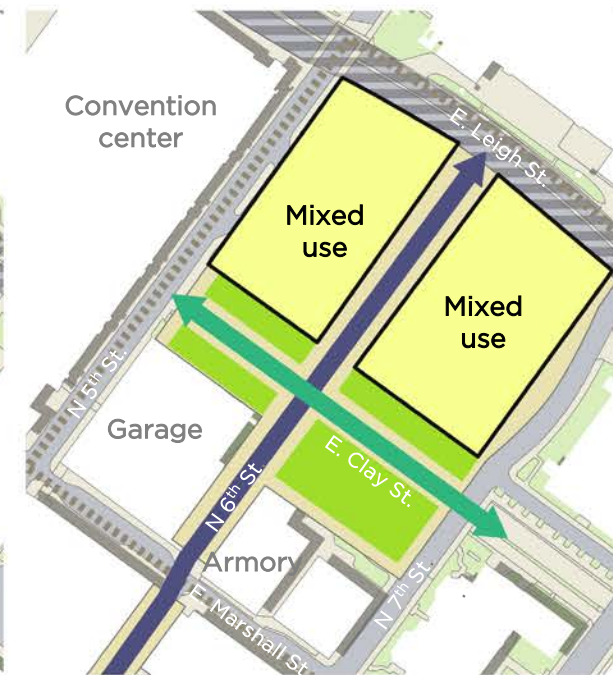 Convention
center
E. Leigh St.
Mixed
use
Mixed
use
N 5th St.
Garage
E. Clay St.
N 6th St.
Armory
N 7th St.
E. Marshall St.